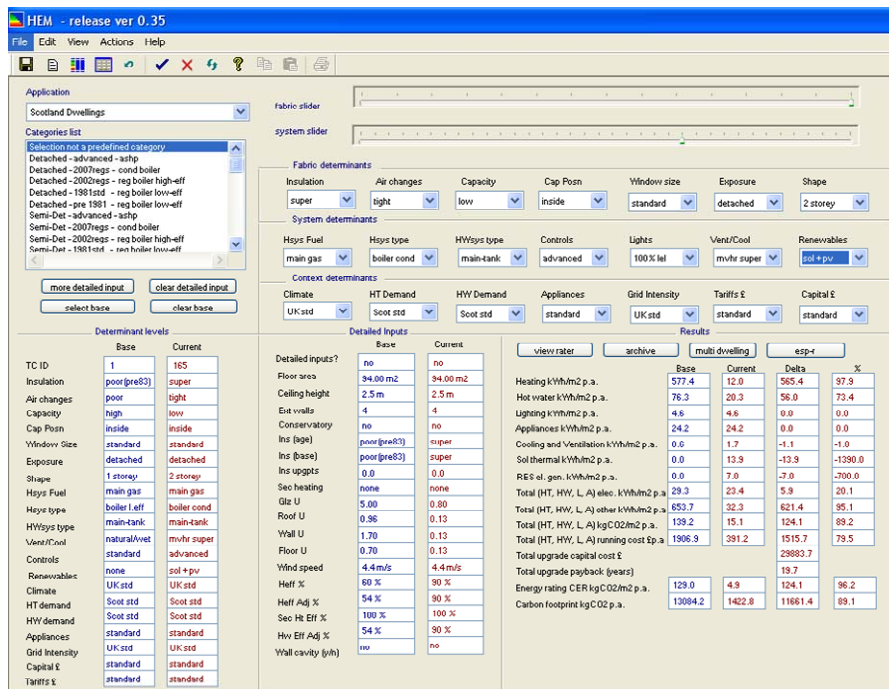 HEM - release ver 0.35
File Edit View Actions Help
Application
Scotland Dwellings
Categories list
Selection not a predefined category
Detached - advanced - ashp
Detached - 2007regs - cond boiler
Detached - 2002regs - reg boiler high-eff
Detached - 1981std - reg boiler low-eff
Detached - pre 1981 - reg boiler low-eff
Semi-Det - advanced - ashp
Semi-Det - 2007regs - cond boiler
Semi-Det - 2002regs - reg boiler high-eff
Semi-Det - 1981std - reg boiler low-eff
more detailed input clear detailed input
select base clear base
fabric slider
system slider
Fabric determinants
Insulation Air changes Capacity Cap Posn Window size Exposure Shape
super tight low inside standard detached 2 storey
System determinants
Hsys Fuel Hsys type HWsys type Controls Lights Vent/Cool Renewables
main gas boiler cond main-tank advanced 100% lel mvhr super sol+pv
Context determinants
Climate HT Demand HW Demand Appliances Grid Intensity Tariffs £ Capital £
UK std Scot std Scot std standard UK std standard standard
Determinant levels
Base Current
TC ID 1 165
Insulation poor(pre83) super
Air changes poor tight
Capacity high low
Cap Posn inside inside
Window Size standard standard
Exposure detached detached
Shape 1 storey 2 storey
Hsys Fuel main gas main gas
Hsys type boiler l.eff boiler cond
HWsys type main-tank main-tank
Vent/Cool natural/wet mvhr super
Controls standard advanced
Renewables none sol+pv
Climate UK std UK std
HT demand Scot std Scot std
HW demand Scot std Scot std
Appliances standard standard
Grid Intensity UK std UK std
Capital £ standard standard
Tariffs £ standard standard
Detailed Inputs
Base Current
Detailed inputs? no no
Floor area 94.00 m2 94.00 m2
Ceiling height 2.5 m 2.5 m
Ext walls 4 4
Conservatory no no
Ins (age) poor(pre83) super
Ins (base) poor(pre83) super
Ins upgpts 0.0 0.0
Sec heating none none
Glz U 5.00 0.80
Roof U 0.96 0.13
Wall U 1.70 0.13
Floor U 0.70 0.13
Wind speed 4.4 m/s 4.4 m/s
Heff % 60 % 90 %
Heff Adj % 54 % 90 %
Sec Ht Eff % 100 % 100 %
Hw Eff Adj % 54 % 90 %
Wall cavity (y/n) no no
Results
view rater archive multi dwelling esp-r
Base Current Delta %
Heating kWh/m2 p.a. 577.4 12.0 565.4 97.9
Hot water kWh/m2 p.a. 76.3 20.3 56.0 73.4
Lighting kWh/m2 p.a. 4.6 4.6 0.0 0.0
Appliances kWh/m2 p.a. 24.2 24.2 0.0 0.0
Cooling and Ventilation kWh/m2 p.a. 0.6 1.7 -1.1 -1.0
Sol thermal kWh/m2 p.a. 0.0 13.9 -13.9 -1390.0
RES el. gen. kWh/m2 p.a. 0.0 7.0 -7.0 -700.0
Total (HT, HW, L, A) elec. kWh/m2 p.a 29.3 23.4 5.9 20.1
Total (HT, HW, L, A) other kWh/m2 p.a 653.7 32.3 621.4 95.1
Total (HT, HW, L, A) kgCO2/m2 p.a. 139.2 15.1 124.1 89.2
Total (HT, HW, L, A) running cost £p.a 1906.9 391.2 1515.7 79.5
Total upgrade capital cost £ 29883.7
Total upgrade payback (years) 19.7
Energy rating CER kgCO2/m2 p.a. 129.0 4.9 124.1 96.2
Carbon footprint kgCO2 p.a. 13084.2 1422.8 11661.4 89.1